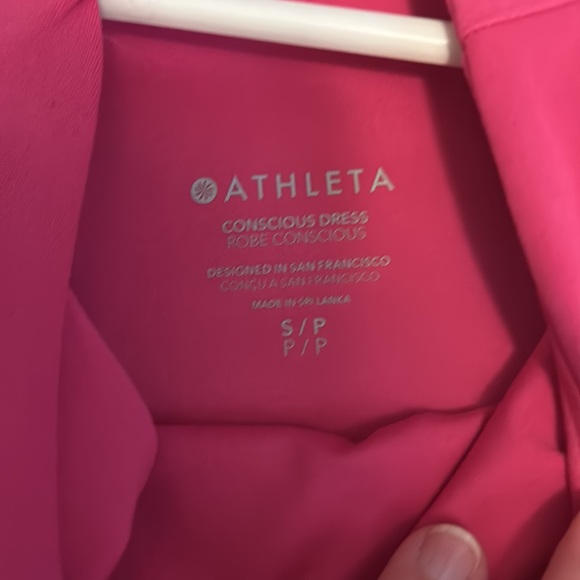 ATHLETA
CONSCIOUS DRESS
ROBE CONSCIOUS
DESIGNED IN SAN FRANCISCO
CONÇU A SAN FRANCISCO
MADE IN SRI LANKA
S / P
P / P